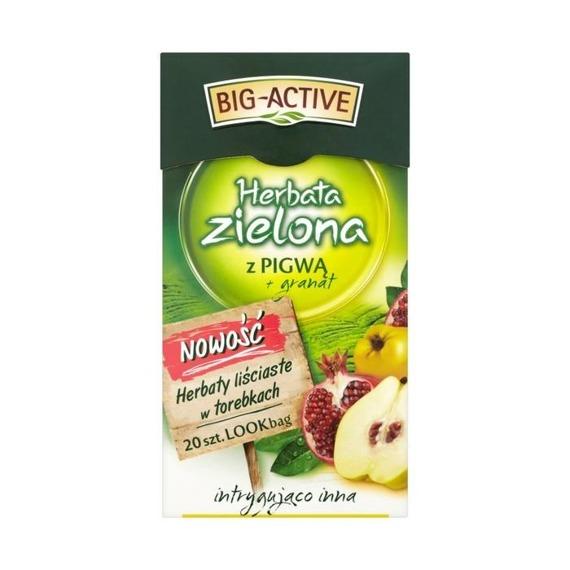 BIG-ACTIVE
Herbata
zielona
z PIGWĄ
+ granat
NOWOŚĆ
Herbaty liściaste
w torebkach
20 szt. LOOKbag
intrygująco inna